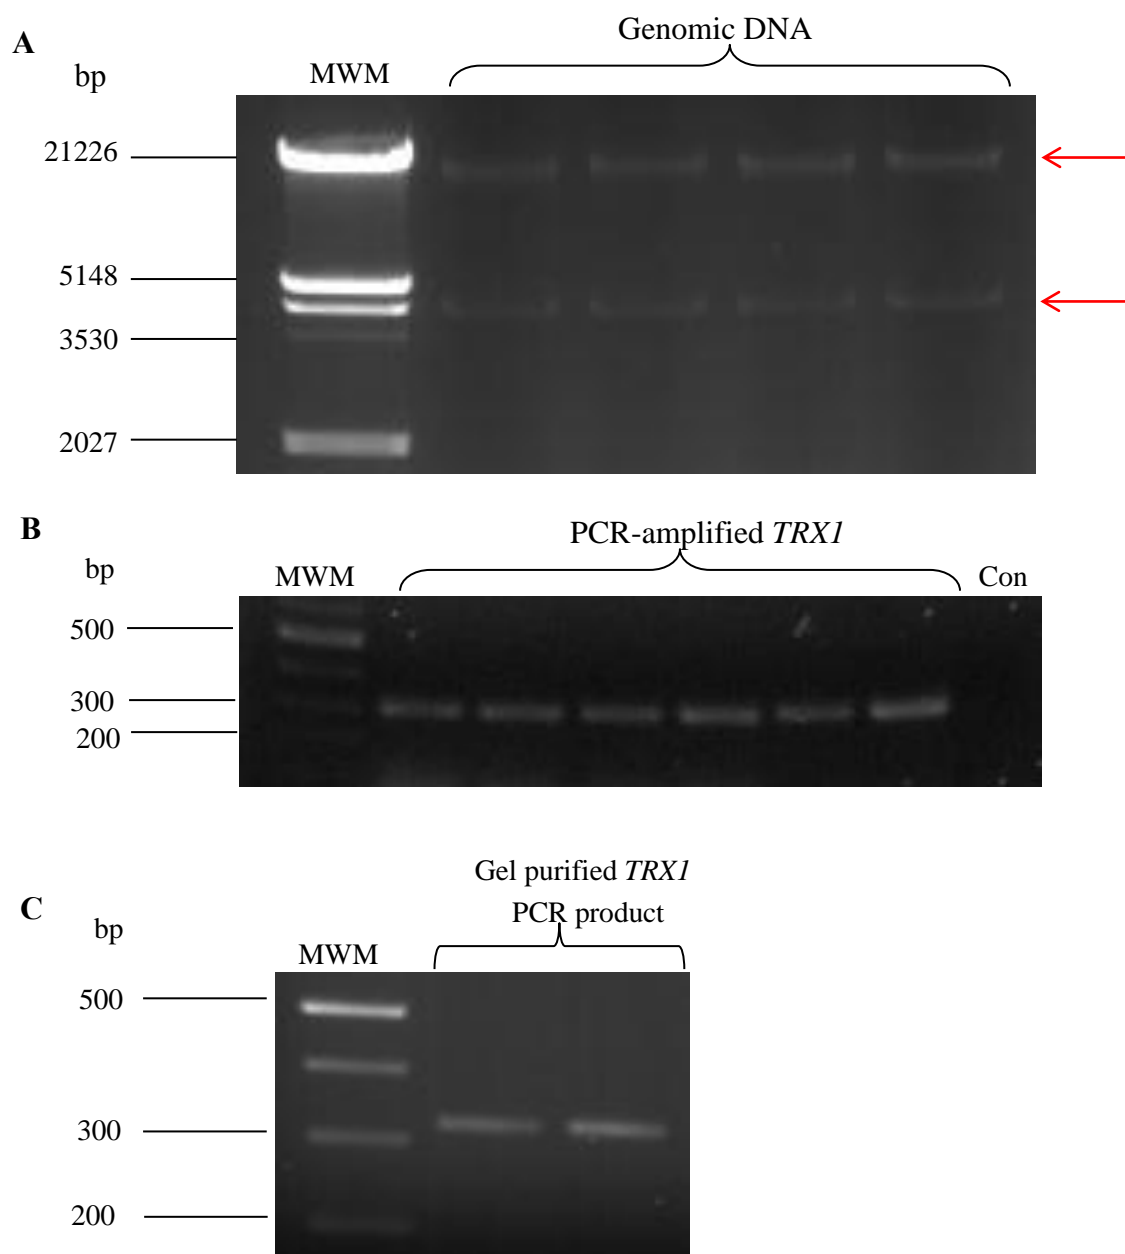 A
Genomic DNA
bp
MWM
21226
5148
3530
2027
B
PCR-amplified TRX1
bp
MWM
Con
500
300
200
Gel purified TRX1
C
PCR product
bp
MWM
500
300
200